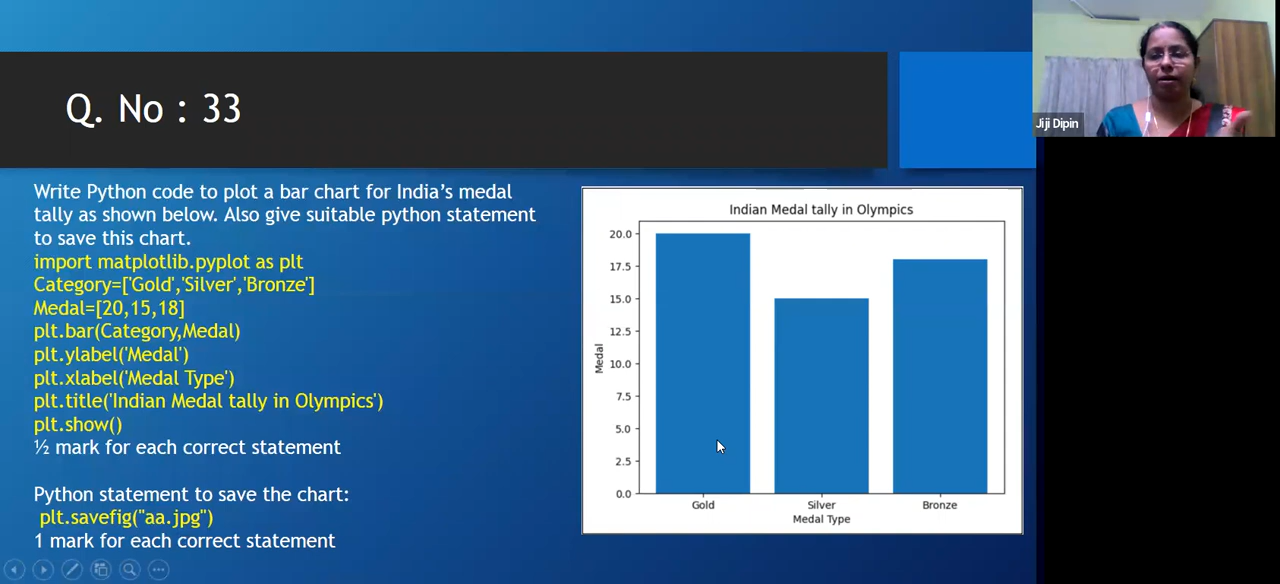 Q. No : 33
Jiji Dipin
Write Python code to plot a bar chart for India’s medal
tally as shown below. Also give suitable python statement
to save this chart.
import matplotlib.pyplot as plt
Category=['Gold','Silver','Bronze']
Medal=[20,15,18]
plt.bar(Category,Medal)
plt.ylabel('Medal')
plt.xlabel('Medal Type')
plt.title('Indian Medal tally in Olympics')
plt.show()
½ mark for each correct statement
Python statement to save the chart:
plt.savefig("aa.jpg")
1 mark for each correct statement
Indian Medal tally in Olympics
20.0
17.5
15.0
12.5
10.0
7.5
5.0
2.5
0.0
Medal
Gold Silver Bronze
Medal Type